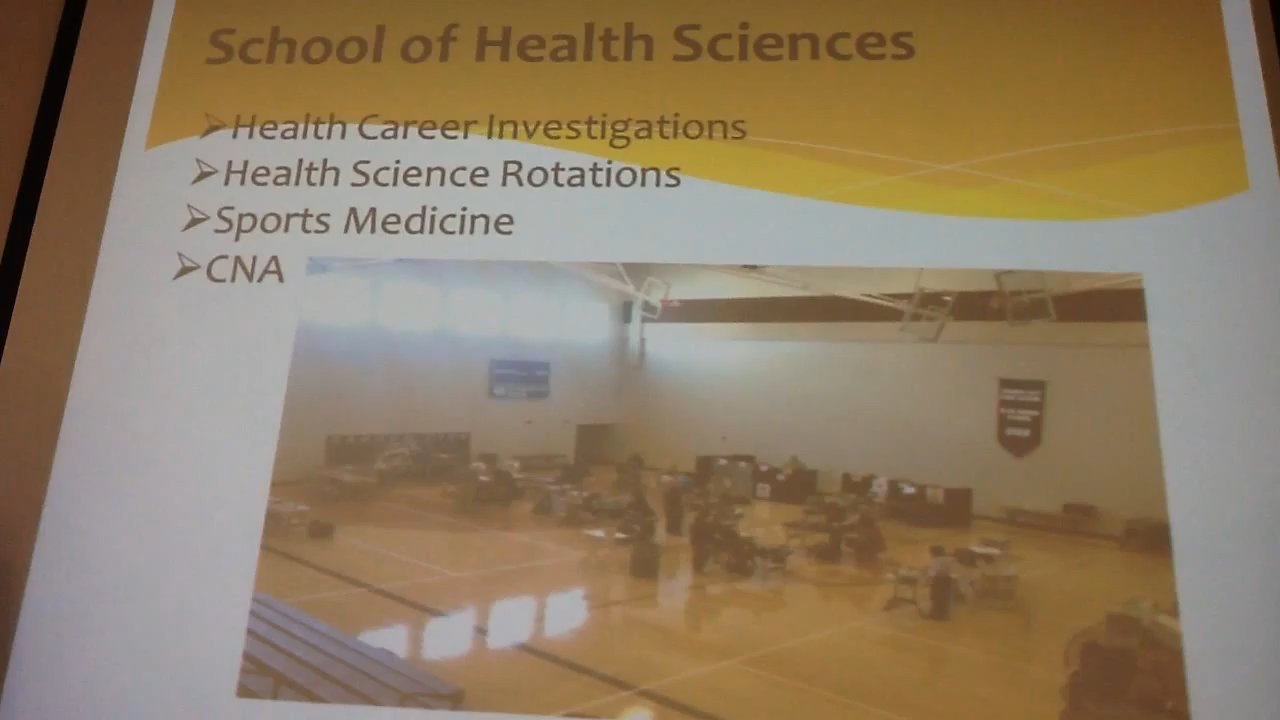 School of Health Sciences
➢Health Career Investigations
➢Health Science Rotations
➢Sports Medicine
➢CNA